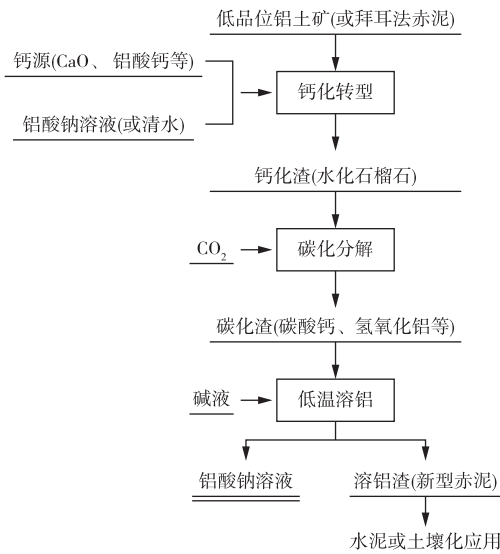 低品位铝土矿(或拜耳法赤泥)
钙源(CaO、铝酸钙等)
钙化转型
铝酸钠溶液(或清水)
钙化渣(水化石榴石)
CO₂
碳化分解
碳化渣(碳酸钙、氢氧化铝等)
碱液
低温溶铝
铝酸钠溶液
溶铝渣(新型赤泥)
水泥或土壤化应用